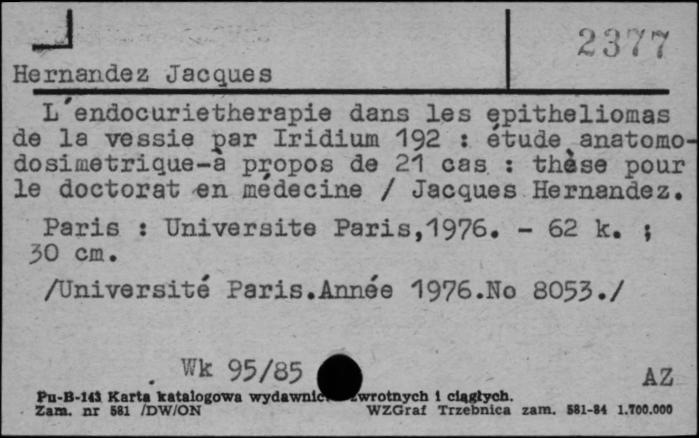 2377
Hernandez Jacques
L'endocurietherapie dans les epitheliomas
de la vessie par Iridium 192 : étude anatomo-
dosimetrique-à propos de 21 cas : thèse pour
le doctorat en médecine / Jacques Hernandez.
Paris : Universite Paris,1976. - 62 k. ;
30 cm.
/Université Paris.Année 1976.No 8053./
Wk 95/85
AZ
Pu-B-143 Karta katalogowa wydawnictw zwrotnych i ciągłych.
Zam. nr 581 /DW/ON WZGraf Trzebnica zam. 581-84 1.700.000